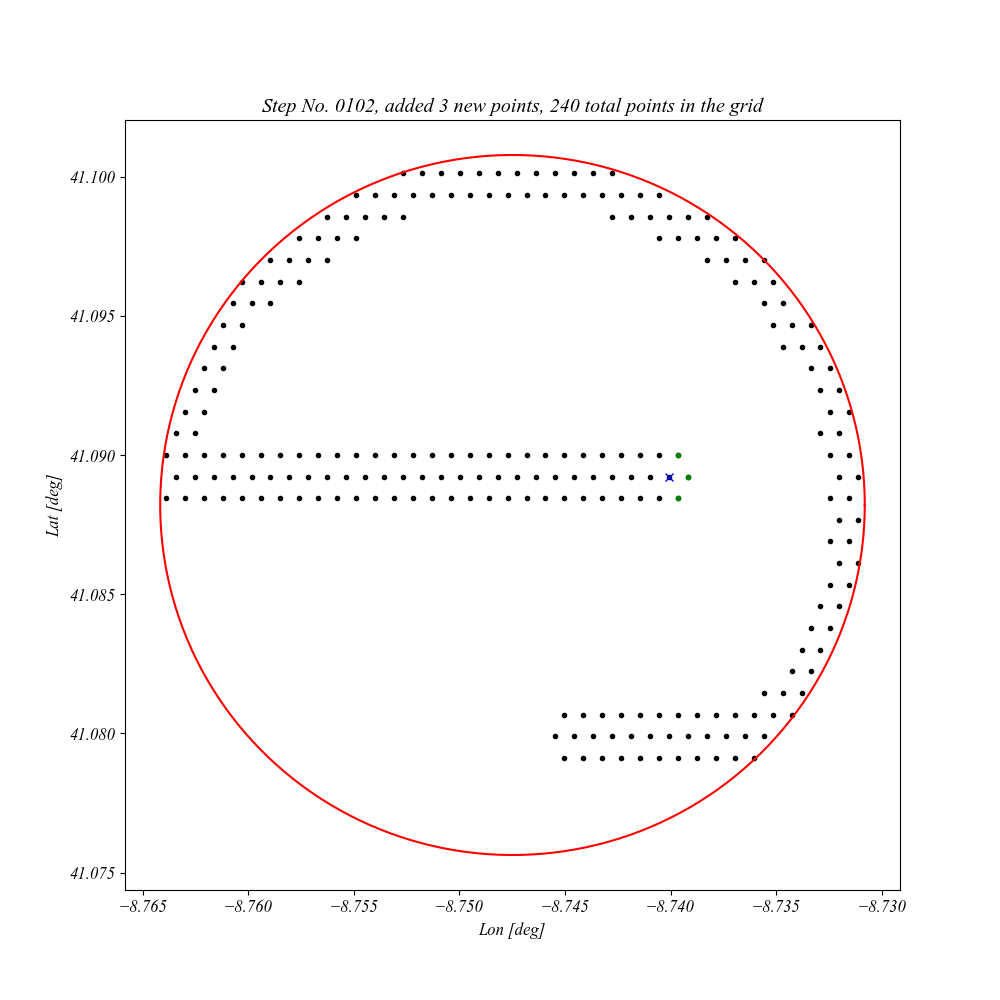 Step No. 0102, added 3 new points, 240 total points in the grid
41.100
41.095
41.090
41.085
41.080
41.075
Lat [deg]
−8.765 −8.760 −8.755 −8.750 −8.745 −8.740 −8.735 −8.730
Lon [deg]